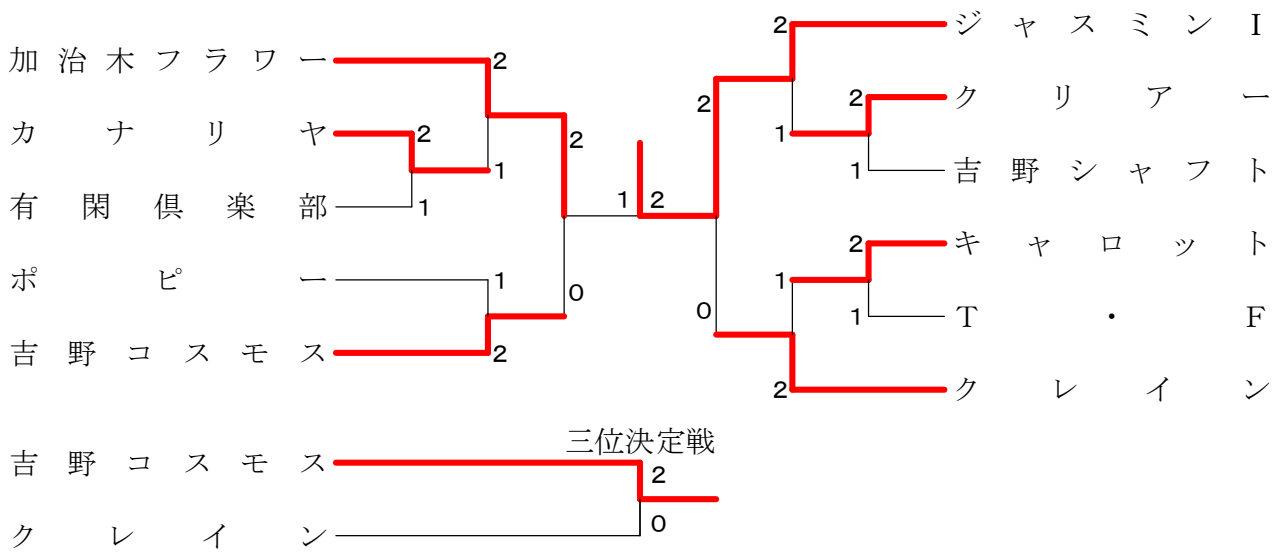 加治木フラワー
2
カナリヤ
2
1
有閑倶楽部
1
2
ポピー
1
0
吉野コスモス
2
1 2
ジャスミンI
2
クリアー
2
2
1
吉野シャフト
1
キャロット
2
1
0
T・F
1
クレイン
2
三位決定戦
吉野コスモス
2
クレイン
0